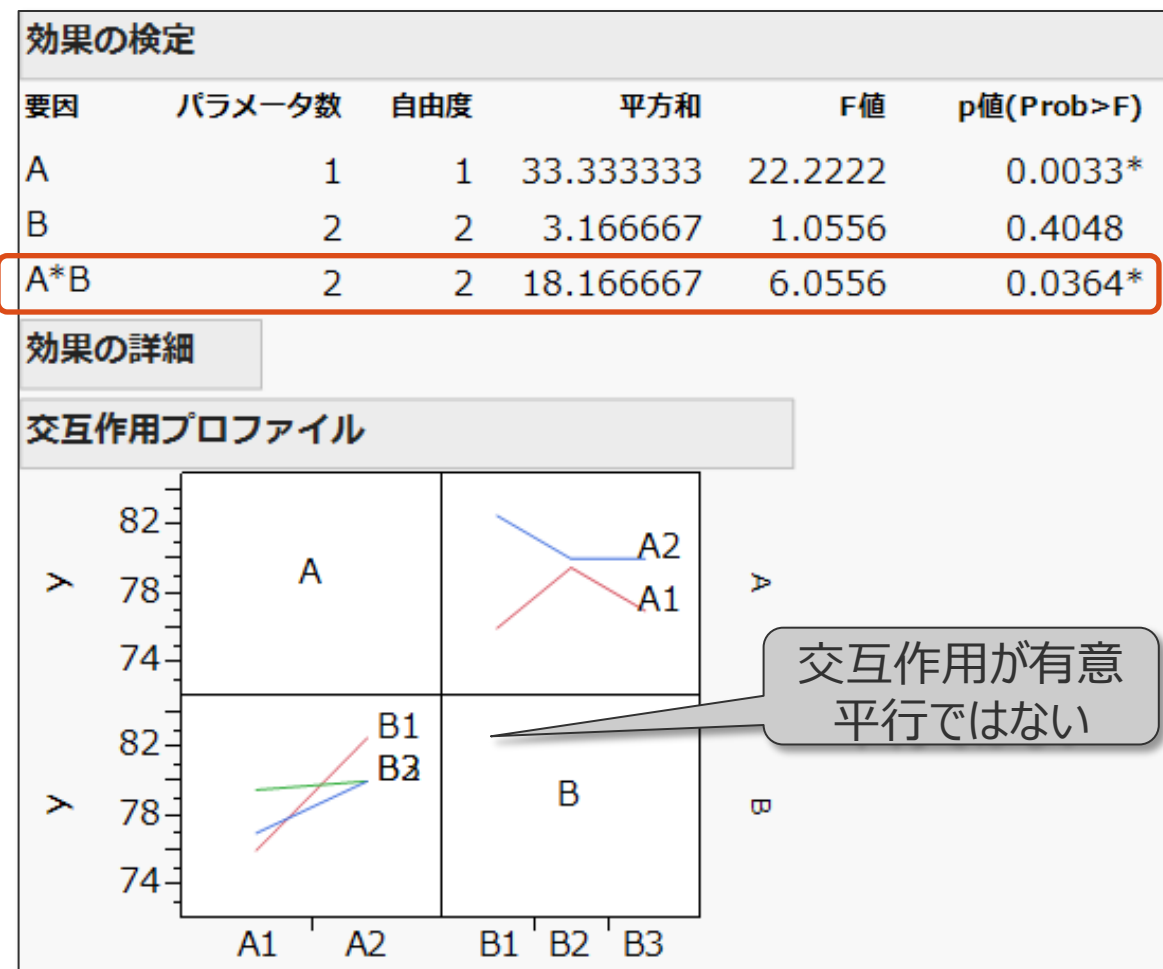 効果の検定
要因 パラメータ数 自由度 平方和 F値 p値(Prob>F)
A 1 1 33.333333 22.2222 0.0033*
B 2 2 3.166667 1.0556 0.4048
A*B 2 2 18.166667 6.0556 0.0364*
効果の詳細
交互作用プロファイル
y
82
78
74
A
A2
A1
A
交互作用が有意
平行ではない
y
82
78
74
B1
B2
B3
B
B
A1 A2 B1 B2 B3